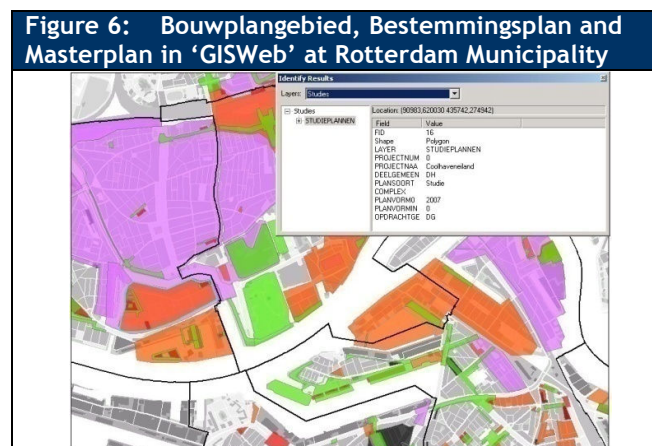 Figure 6: Bouwplangebied, Bestemmingsplan and
Masterplan in ‘GISWeb’ at Rotterdam Municipality
Identify Results
Layers: Studies
Studies
STUDIEPLANNEN
Location: (90983,620030 435742,274942)
Field Value
FID 16
Shape Polygon
LAYER STUDIEPLANNEN
PROJECTNUM 0
PROJECTNAA Coolhaveneiland
DEELGEMEEN DH
PLANSOORT Studie
COMPLEX
PLANVORMO 2007
PLANVORMIN 0
OPDRACHTGE DG